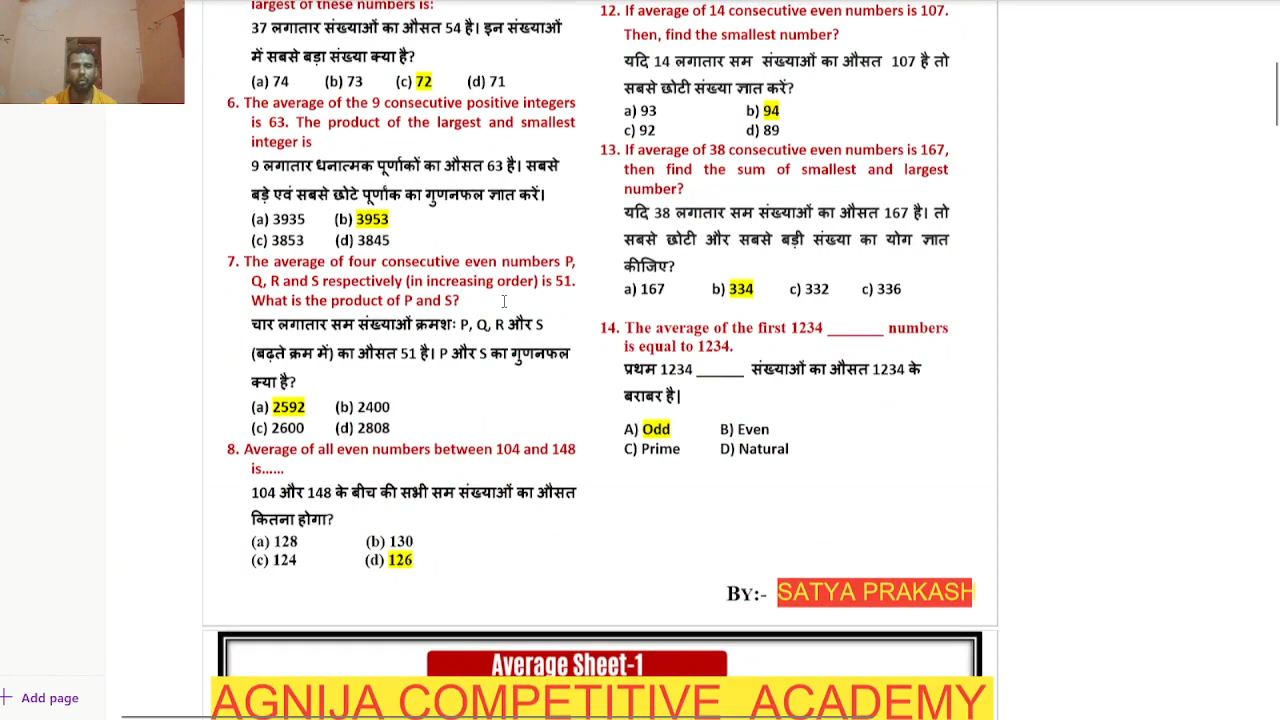 largest of these numbers is:
37 लगातार संख्याओं का औसत 54 है। इन संख्याओं
में सबसे बड़ा संख्या क्या है?
(a) 74 (b) 73 (c) 72 (d) 71
6. The average of the 9 consecutive positive integers
is 63. The product of the largest and smallest
integer is
9 लगातार धनात्मक पूर्णाकों का औसत 63 है। सबसे
बड़े एवं सबसे छोटे पूर्णांक का गुणनफल ज्ञात करें।
(a) 3935 (b) 3953
(c) 3853 (d) 3845
7. The average of four consecutive even numbers P,
Q, R and S respectively (in increasing order) is 51.
What is the product of P and S?
चार लगातार सम संख्याओं क्रमशः P, Q, R और S
(बढ़ते क्रम में) का औसत 51 है। P और S का गुणनफल
क्या है?
(a) 2592 (b) 2400
(c) 2600 (d) 2808
8. Average of all even numbers between 104 and 148
is......
104 और 148 के बीच की सभी सम संख्याओं का औसत
कितना होगा?
(a) 128 (b) 130
(c) 124 (d) 126
12. If average of 14 consecutive even numbers is 107.
Then, find the smallest number?
यदि 14 लगातार सम संख्याओं का औसत 107 है तो
सबसे छोटी संख्या ज्ञात करें?
a) 93 b) 94
c) 92 d) 89
13. If average of 38 consecutive even numbers is 167,
then find the sum of smallest and largest
number?
यदि 38 लगातार सम संख्याओं का औसत 167 है। तो
सबसे छोटी और सबसे बड़ी संख्या का योग ज्ञात
कीजिए?
a) 167 b) 334 c) 332 c) 336
14. The average of the first 1234 _______ numbers
is equal to 1234.
प्रथम 1234 ______ संख्याओं का औसत 1234 के
बराबर है|
A) Odd B) Even
C) Prime D) Natural
BY:- SATYA PRAKASH
Average Sheet-1
AGNIJA COMPETITIVE ACADEMY
Add page